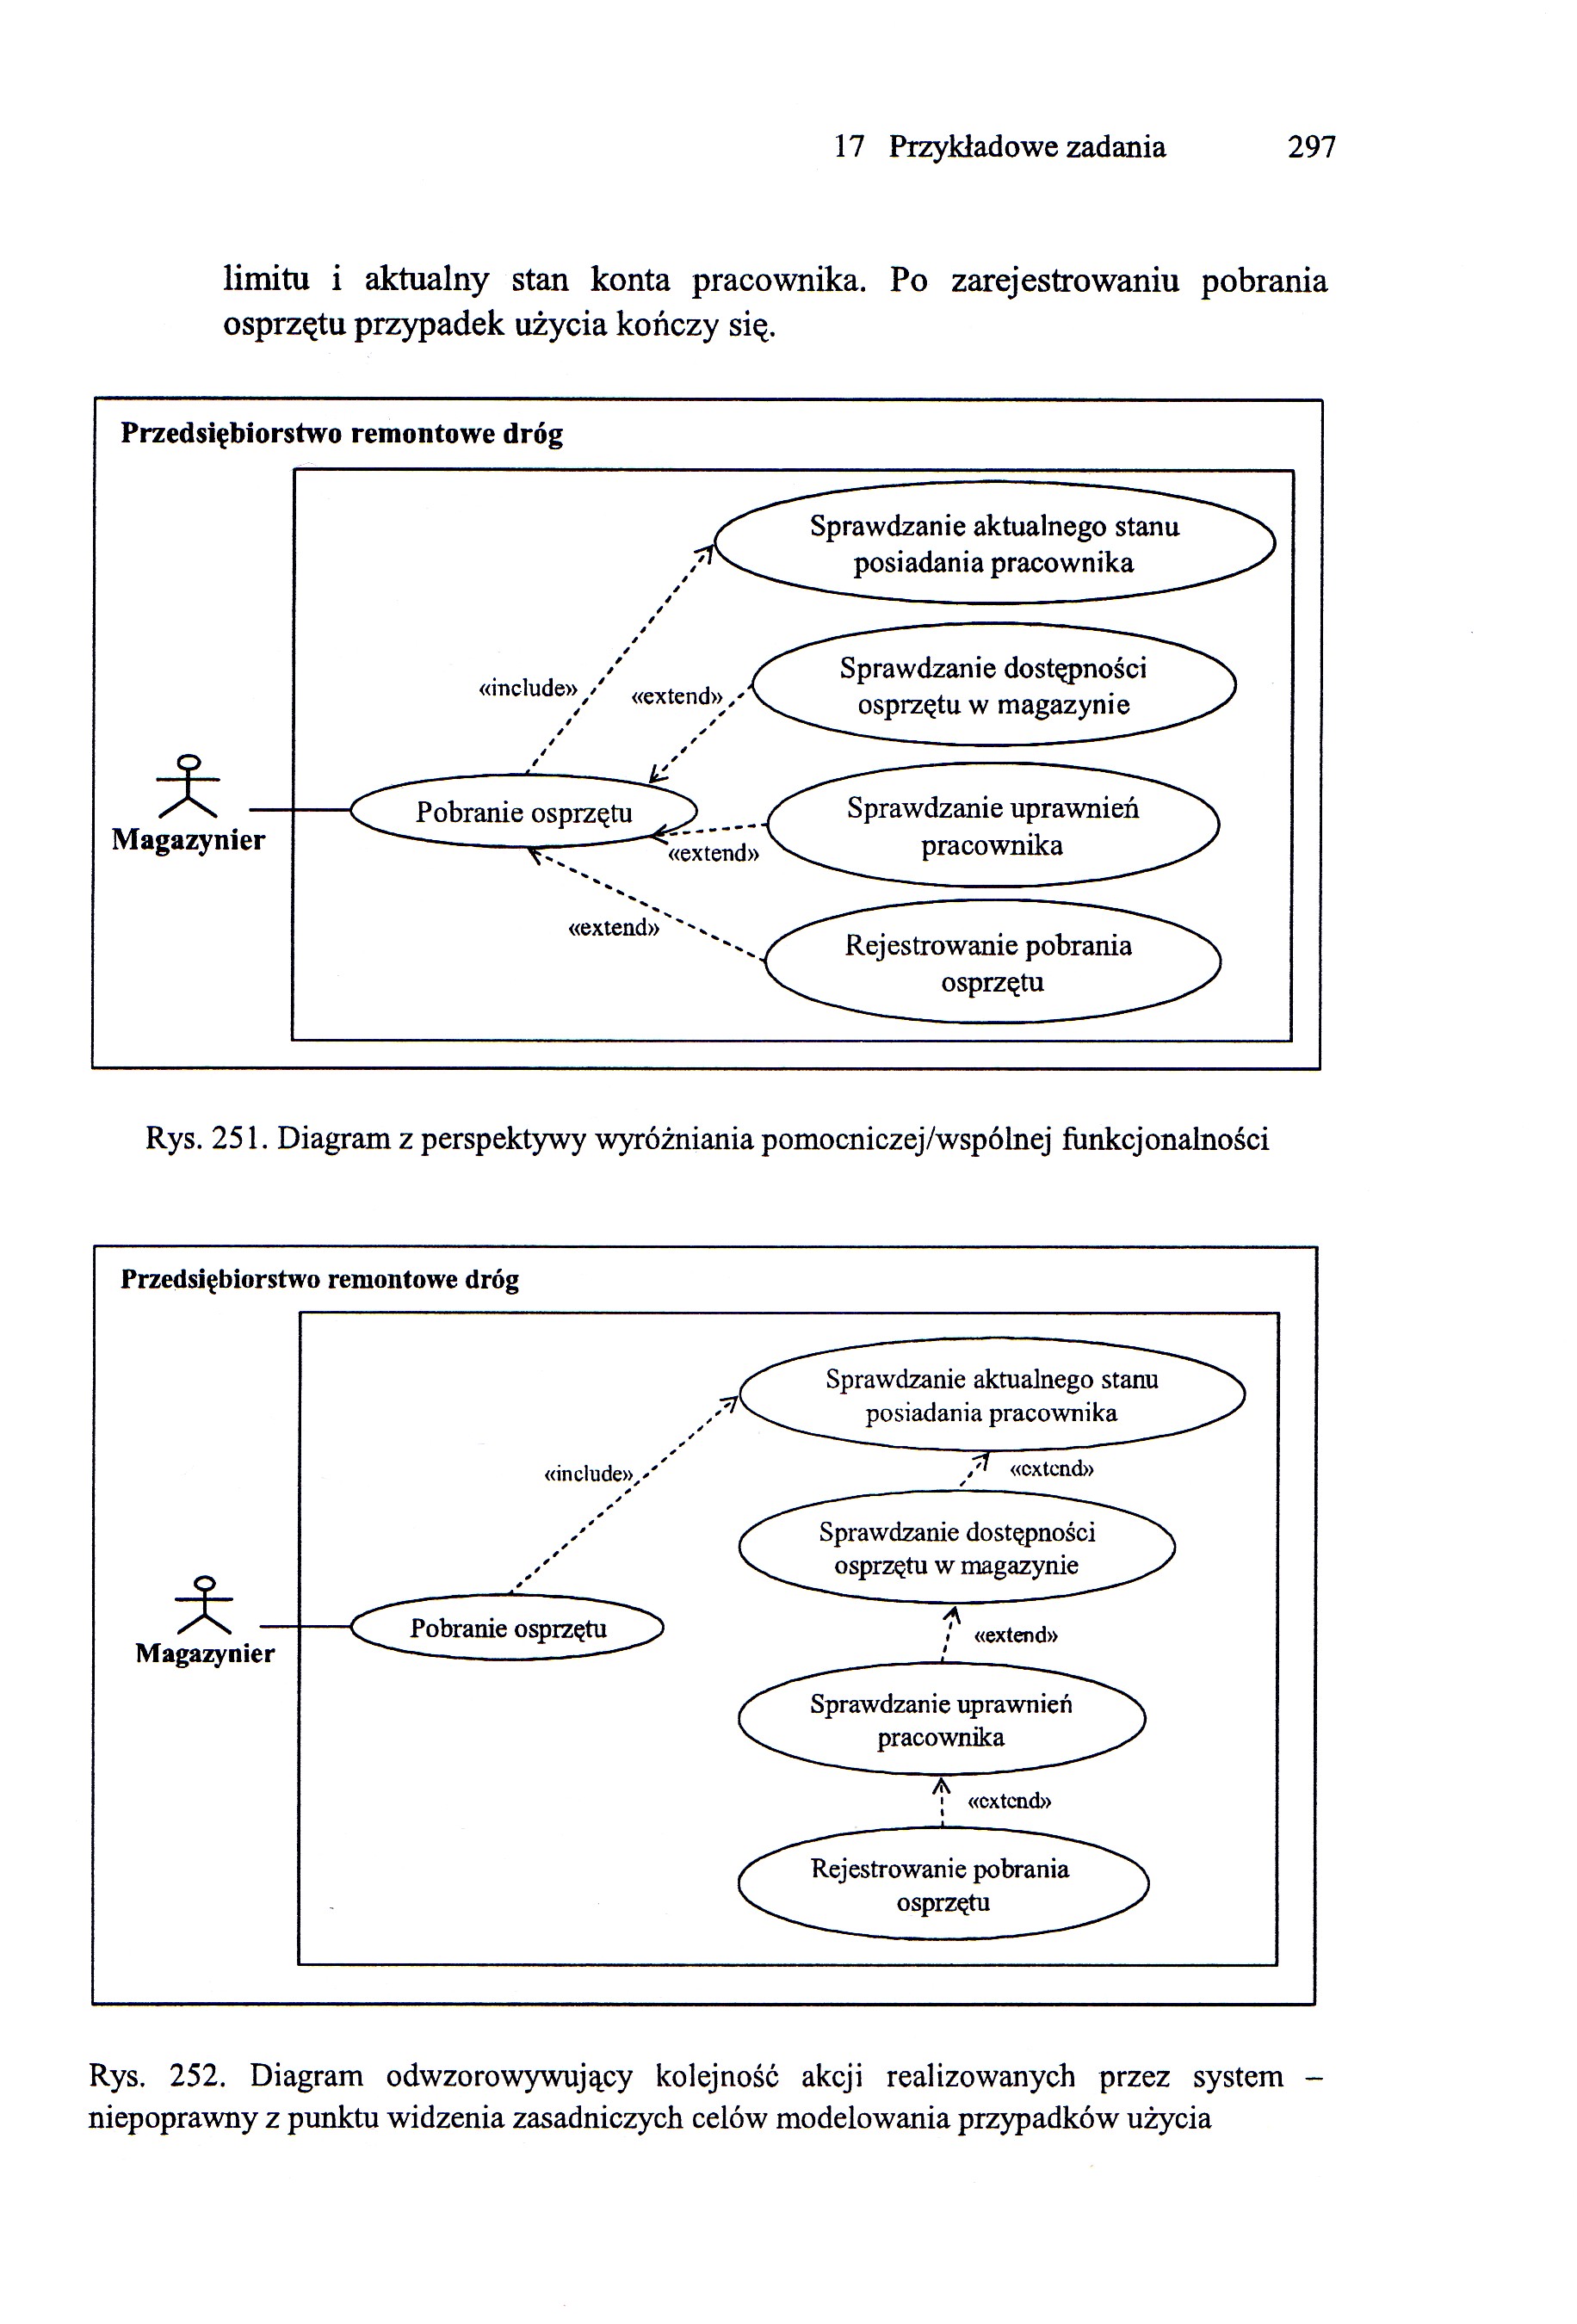 17 Przykładowe zadania 297
limitu i aktualny stan konta pracownika. Po zarejestrowaniu pobrania
osprzętu przypadek użycia kończy się.
Przedsiębiorstwo remontowe dróg
Sprawdzanie aktualnego stanu
posiadania pracownika
«include»
«extend»
Sprawdzanie dostępności
osprzętu w magazynie
Magazynier
Pobranie osprzętu
Sprawdzanie uprawnień
pracownika
«extend»
«extend»
Rejestrowanie pobrania
osprzętu
Rys. 251. Diagram z perspektywy wyróżniania pomocniczej/wspólnej funkcjonalności
Przedsiębiorstwo remontowe dróg
Sprawdzanie aktualnego stanu
posiadania pracownika
«include»
«extend»
Sprawdzanie dostępności
osprzętu w magazynie
Magazynier
Pobranie osprzętu
«extend»
Sprawdzanie uprawnień
pracownika
«extend»
Rejestrowanie pobrania
osprzętu
Rys. 252. Diagram odwzorowywujący kolejność akcji realizowanych przez system –
niepoprawny z punktu widzenia zasadniczych celów modelowania przypadków użycia